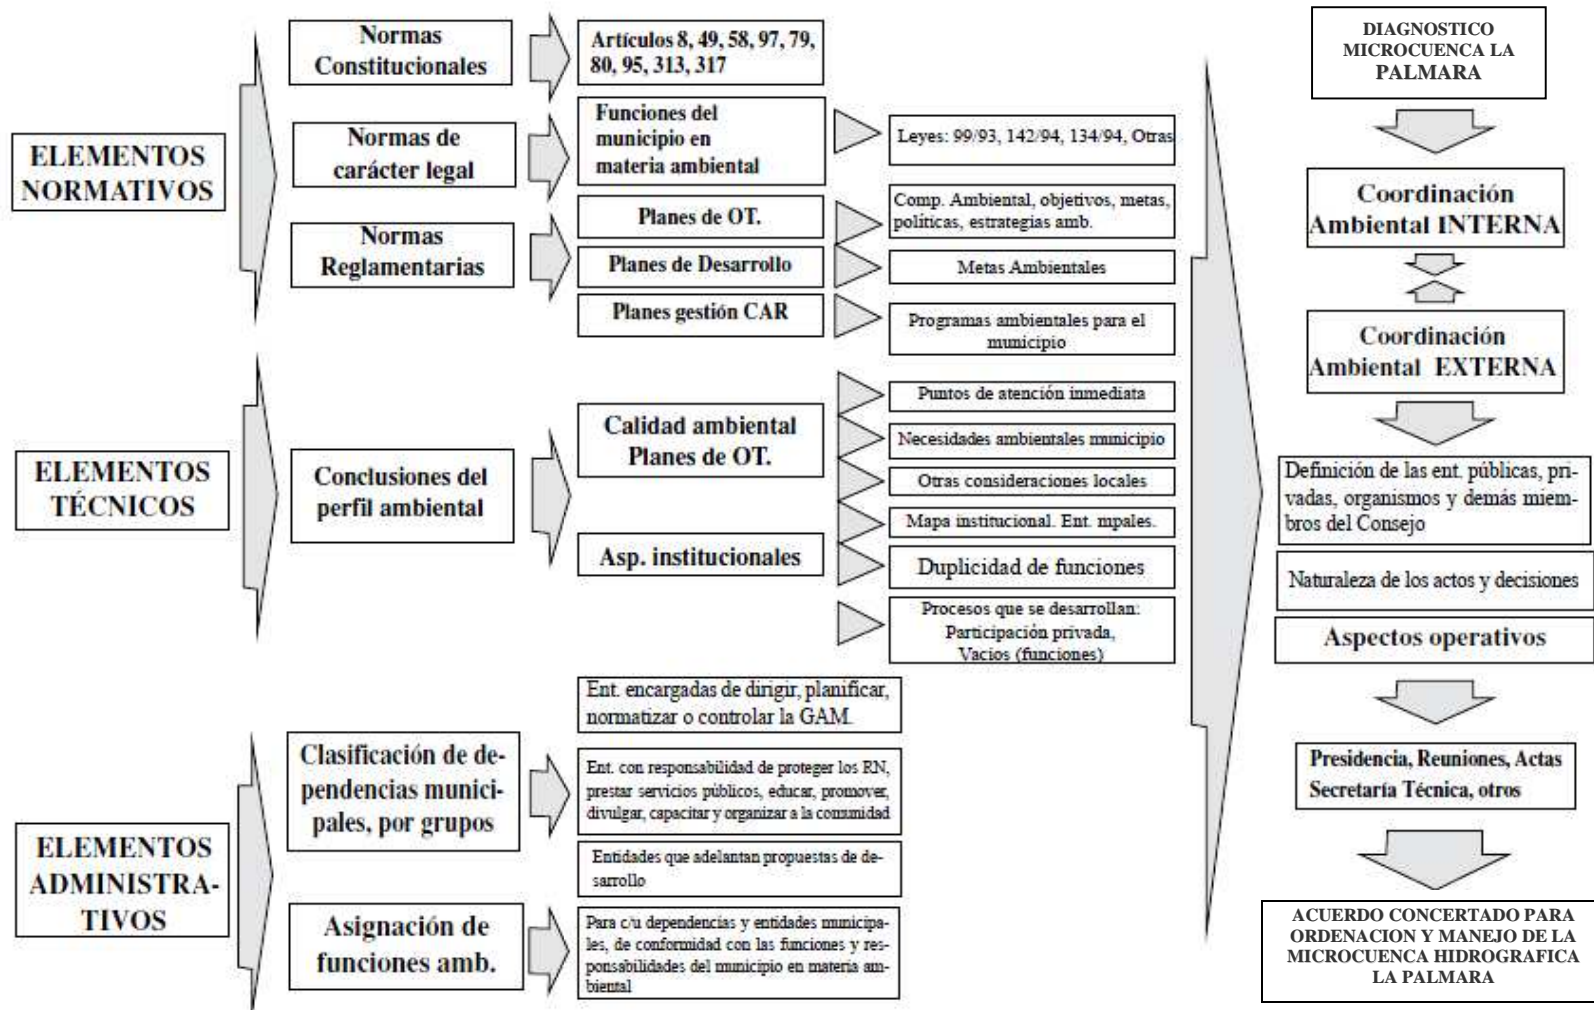 ELEMENTOS
NORMATIVOS
Normas
Constitucionales
Artículos 8, 49, 58, 97, 79,
80, 95, 313, 317
Normas de
carácter legal
Funciones del
municipio en
materia ambiental
Leyes: 99/93, 142/94, 134/94, Otras
Normas
Reglamentarias
Planes de OT.
Comp. Ambiental, objetivos, metas,
políticas, estrategias amb.
Planes de Desarrollo
Metas Ambientales
Planes gestión CAR
Programas ambientales para el
municipio
ELEMENTOS
TÉCNICOS
Conclusiones del
perfil ambiental
Calidad ambiental
Planes de OT.
Puntos de atención inmediata
Necesidades ambientales municipio
Otras consideraciones locales
Asp. institucionales
Mapa institucional. Ent. mpales.
Duplicidad de funciones
Procesos que se desarrollan:
Participación privada,
Vacios (funciones)
ELEMENTOS
ADMINISTRA-
TIVOS
Clasificación de de-
pendencias munici-
pales, por grupos
Ent. encargadas de dirigir, planificar,
normatizar o controlar la GAM.
Ent. con responsabilidad de proteger los RN,
prestar servicios públicos, educar, promover,
divulgar, capacitar y organizar a la comunidad
Entidades que adelantan propuestas de de-
sarrollo
Asignación de
funciones amb.
Para c/u dependencias y entidades municipa-
les, de conformidad con las funciones y res-
ponsabilidades del municipio en materia am-
biental
DIAGNOSTICO
MICROCUENCA LA
PALMARA
Coordinación
Ambiental INTERNA
Coordinación
Ambiental EXTERNA
Definición de las ent. públicas, pri-
vadas, organismos y demás miem-
bros del Consejo
Naturaleza de los actos y decisiones
Aspectos operativos
Presidencia, Reuniones, Actas
Secretaría Técnica, otros
ACUERDO CONCERTADO PARA
ORDENACION Y MANEJO DE LA
MICROCUENCA HIDROGRAFICA
LA PALMARA